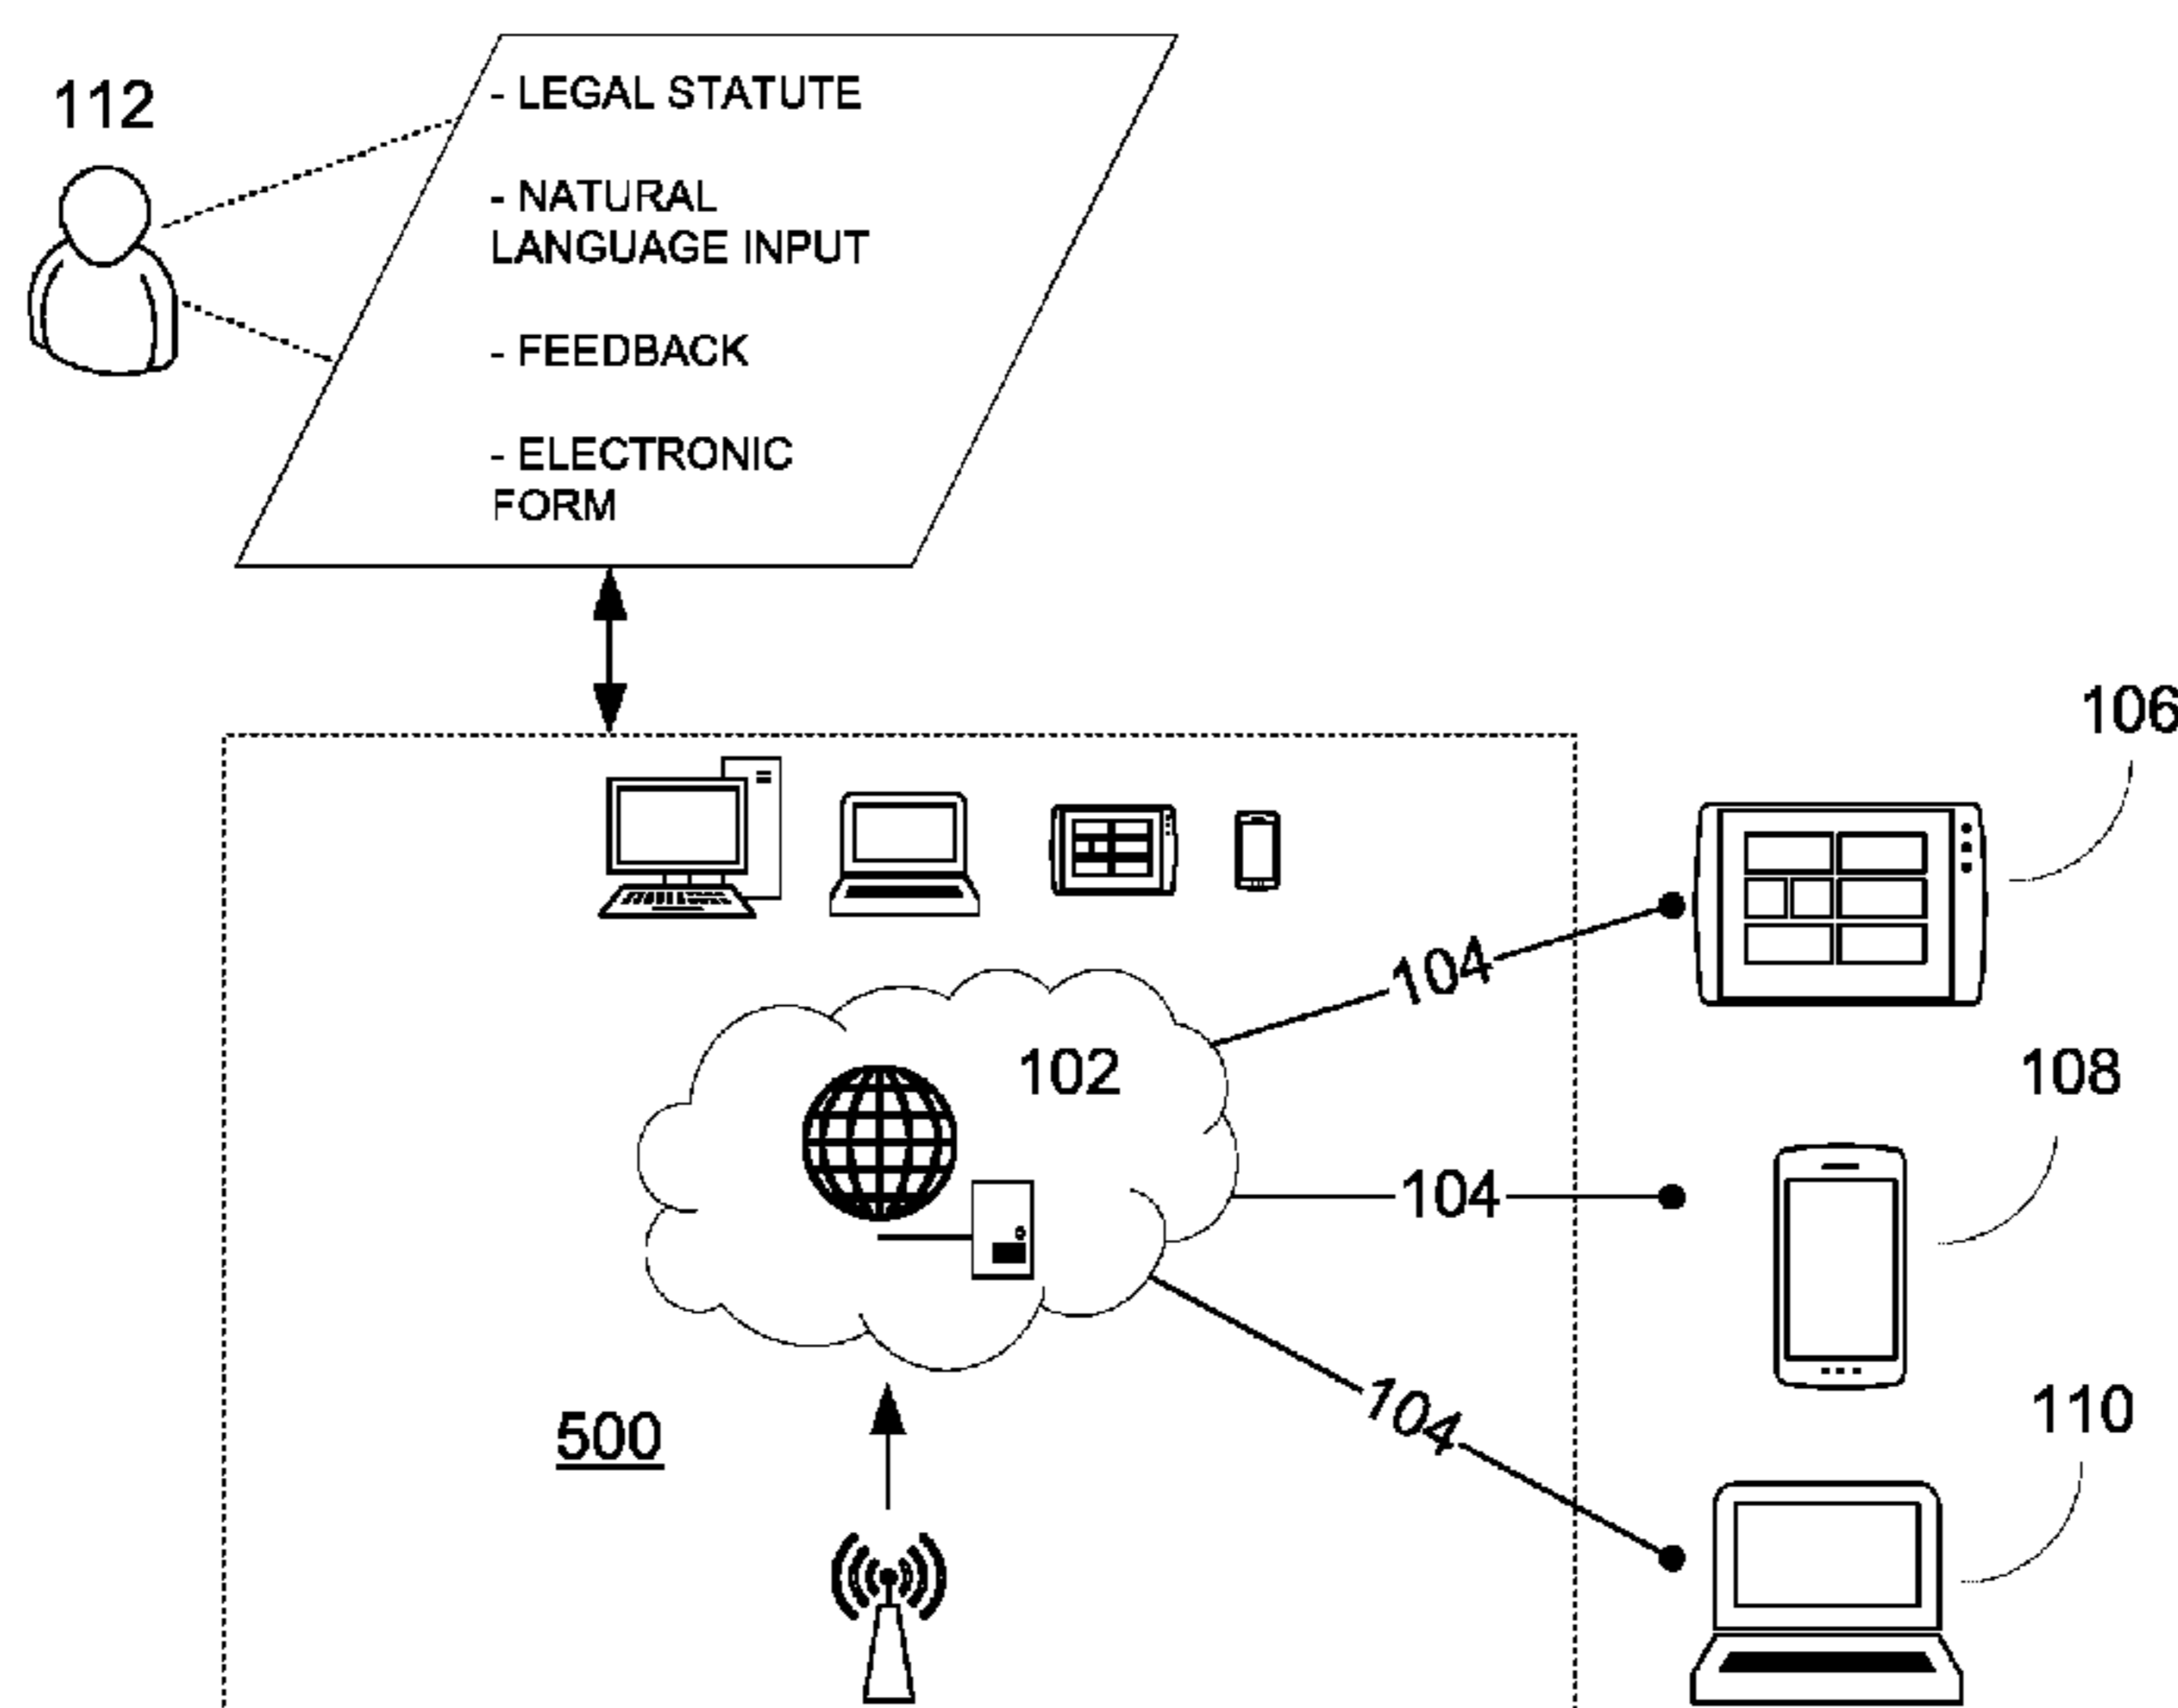 112
- LEGAL STATUTE
- NATURAL
LANGUAGE INPUT
- FEEDBACK
- ELECTRONIC
FORM
106
104
102
108
104
104
110
500